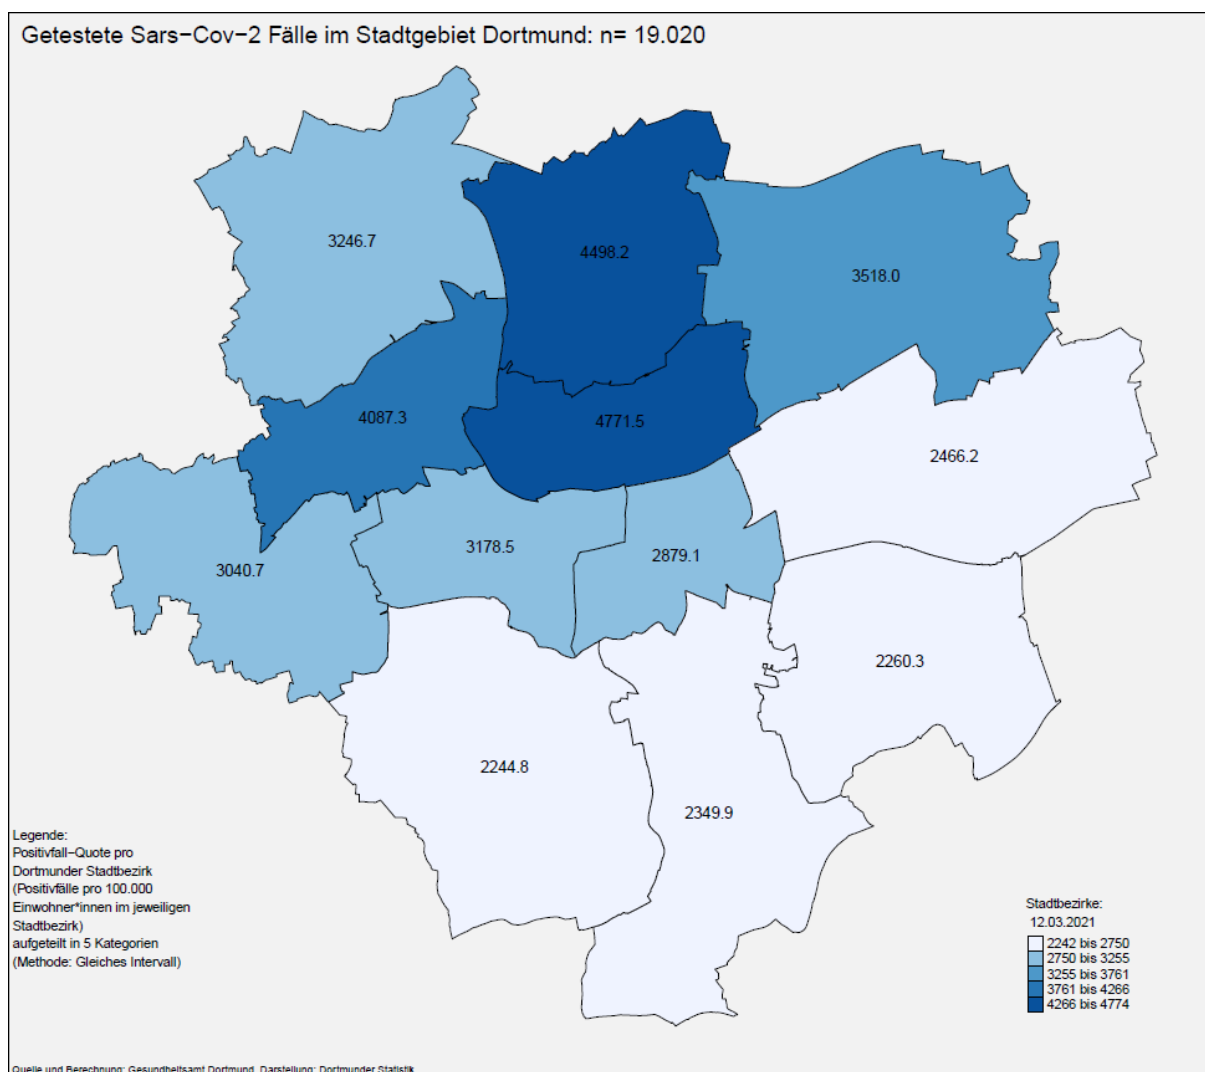 Getestete Sars−Cov−2 Fälle im Stadtgebiet Dortmund: n= 19.020
3246.7
4498.2
3518.0
4087.3
4771.5
2466.2
3040.7
3178.5
2879.1
2260.3
2244.8
2349.9
Legende:
Positivfall−Quote pro
Dortmunder Stadtbezirk
(Positivfälle pro 100.000
Einwohner*innen im jeweiligen
Stadtbezirk)
aufgeteilt in 5 Kategorien
(Methode: Gleiches Intervall)
Stadtbezirke:
12.03.2021
2242 bis 2750
2750 bis 3255
3255 bis 3761
3761 bis 4266
4266 bis 4774
Quelle und Berechnung: Gesundheitsamt Dortmund, Darstellung: Dortmunder Statistik